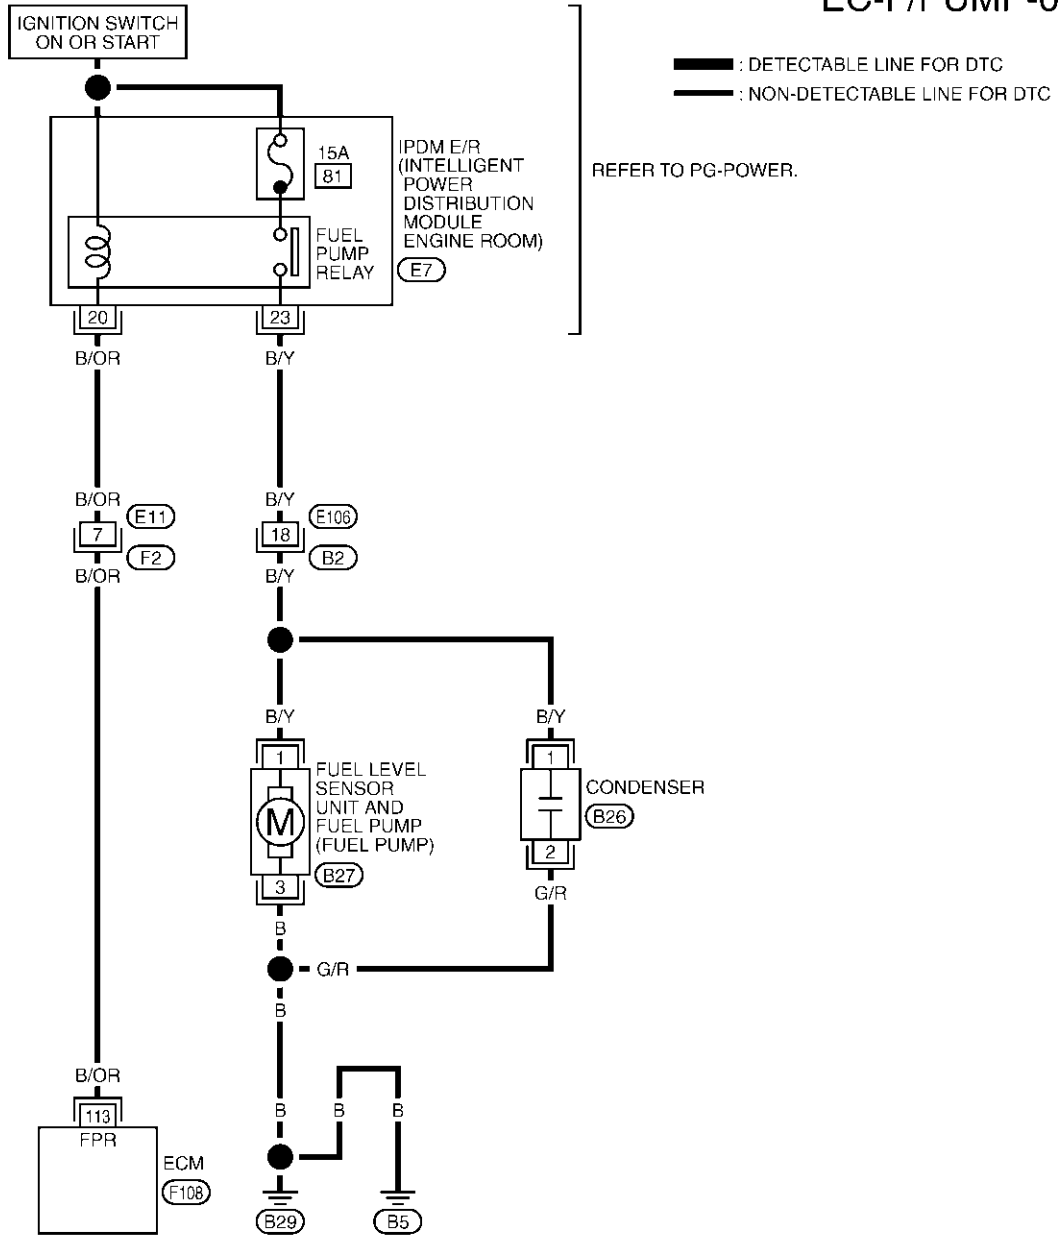 IGNITION SWITCH
ON OR START
: DETECTABLE LINE FOR DTC
: NON-DETECTABLE LINE FOR DTC
15A
81
IPDM E/R
(INTELLIGENT
POWER
DISTRIBUTION
MODULE
ENGINE ROOM)
E7
REFER TO PG-POWER.
FUEL
PUMP
RELAY
20
23
B/OR
B/Y
B/OR
B/Y
7
E11
F2
18
E106
B2
B/OR
B/Y
B/Y
B/Y
1
FUEL LEVEL
SENSOR
UNIT AND
FUEL PUMP
(FUEL PUMP)
B27
M
3
1
CONDENSER
B26
2
B
G/R
G/R
B
B/OR
B
B
B
113
FPR
ECM
F108
B29
B5